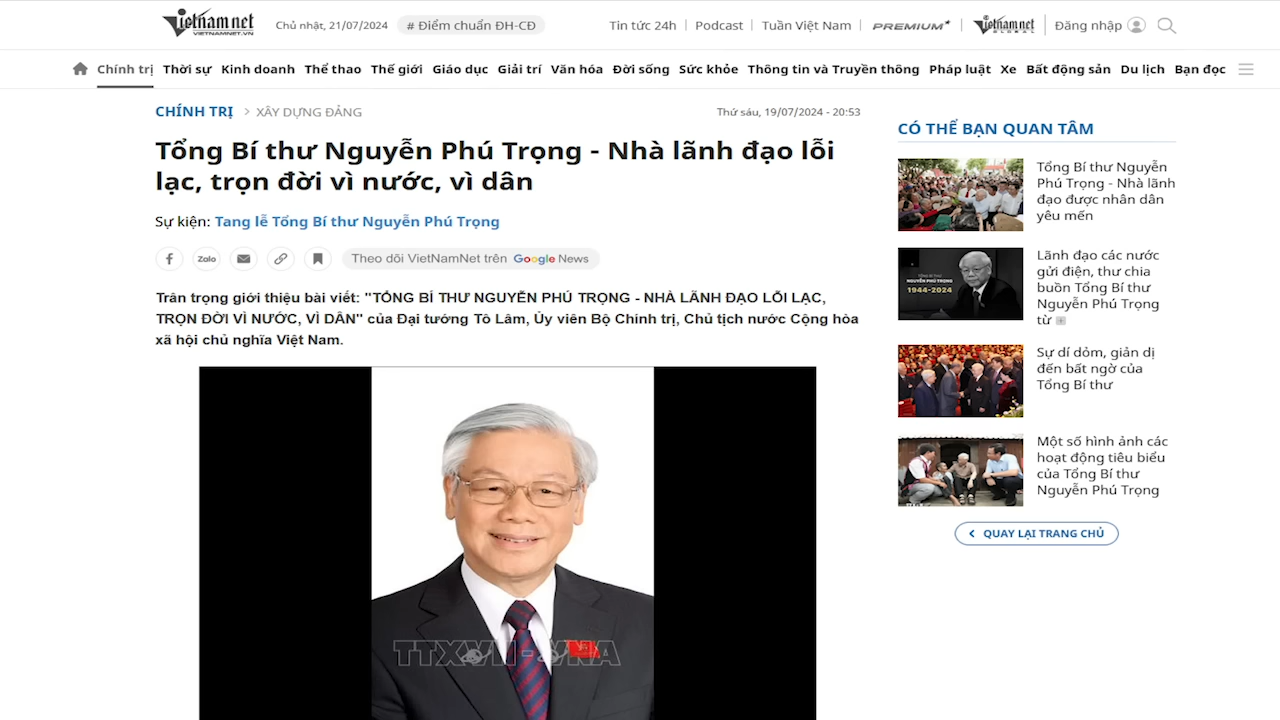 Vietnamnet
VIETNAMNET.VN
Chủ nhật, 21/07/2024
# Điểm chuẩn ĐH-CĐ
Tin tức 24h
Podcast
Tuần Việt Nam
PREMIUM
Vietnamnet
GLOBAL
Đăng nhập
Chính trị Thời sự Kinh doanh Thể thao Thế giới Giáo dục Giải trí Văn hóa Đời sống Sức khỏe Thông tin và Truyền thông Pháp luật Xe Bất động sản Du lịch Bạn đọc
CHÍNH TRỊ > XÂY DỰNG ĐẢNG
Thứ sáu, 19/07/2024 - 20:53
Tổng Bí thư Nguyễn Phú Trọng - Nhà lãnh đạo lỗi
lạc, trọn đời vì nước, vì dân
Sự kiện: Tang lễ Tổng Bí thư Nguyễn Phú Trọng
Zalo
Theo dõi VietNamNet trên Google News
Trân trọng giới thiệu bài viết: "TỔNG BÍ THƯ NGUYỄN PHÚ TRỌNG - NHÀ LÃNH ĐẠO LỖI LẠC,
TRỌN ĐỜI VÌ NƯỚC, VÌ DÂN" của Đại tướng Tô Lâm, Ủy viên Bộ Chính trị, Chủ tịch nước Cộng hòa
xã hội chủ nghĩa Việt Nam.
TTXVN-VNA
CÓ THỂ BẠN QUAN TÂM
Tổng Bí thư Nguyễn
Phú Trọng - Nhà lãnh
đạo được nhân dân
yêu mến
TỔNG BÍ THƯ
NGUYỄN PHÚ TRỌNG
1944-2024
Lãnh đạo các nước
gửi điện, thư chia
buồn Tổng Bí thư
Nguyễn Phú Trọng
từ
Sự dí dỏm, giản dị
đến bất ngờ của
Tổng Bí thư
Một số hình ảnh các
hoạt động tiêu biểu
của Tổng Bí thư
Nguyễn Phú Trọng
QUAY LẠI TRANG CHỦ